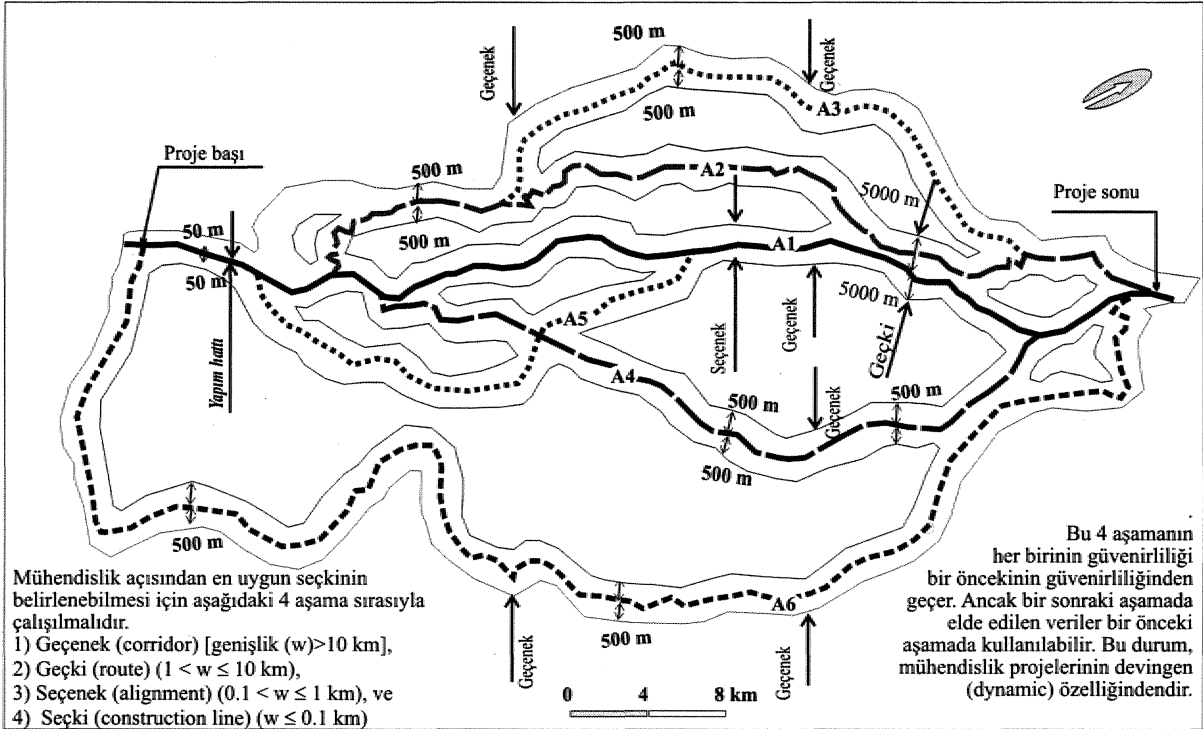 500 m
Geçenek
Geçenek
500 m
A3
Proje başı
500 m
A2
5000 m
Proje sonu
50 m
500 m
A1
50 m
5000 m
Geçenek
A5
Seçenek
Geçki
Yapım hattı
A4
500 m
500 m
Geçenek
500 m
500 m
A6
500 m
Geçenek
Geçenek
Mühendislik açısından en uygun seçkinin
belirlenebilmesi için aşağıdaki 4 aşama sırasıyla
çalışılmalıdır.
1) Geçenek (corridor) [genişlik (w)>10 km],
2) Geçki (route) (1 < w ≤ 10 km),
3) Seçenek (alignment) (0.1 < w ≤ 1 km), ve
4) Seçki (construction line) (w ≤ 0.1 km)
0 4 8 km
Bu 4 aşamanın
her birinin güvenirliliği
bir öncekinin güvenirliliğinden
geçer. Ancak bir sonraki aşamada
elde edilen veriler bir önceki
aşamada kullanılabilir. Bu durum,
mühendislik projelerinin devingen
(dynamic) özelliğindendir.